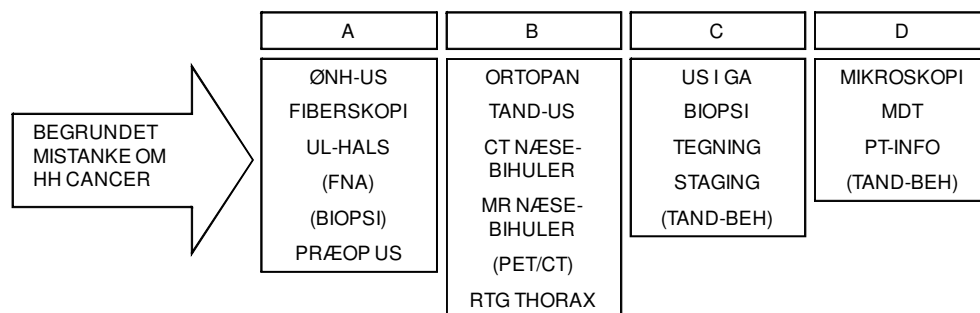 BEGRUNDET
MISTANKE OM
HH CANCER
A
ØNH-US
FIBERSKOPI
UL-HALS
(FNA)
(BIOPSI)
PRÆOP US
B
ORTOPAN
TAND-US
CT NÆSE-
BIHULER
MR NÆSE-
BIHULER
(PET/CT)
RTG THORAX
C
US I GA
BIOPSI
TEGNING
STAGING
(TAND-BEH)
D
MIKROSKOPI
MDT
PT-INFO
(TAND-BEH)